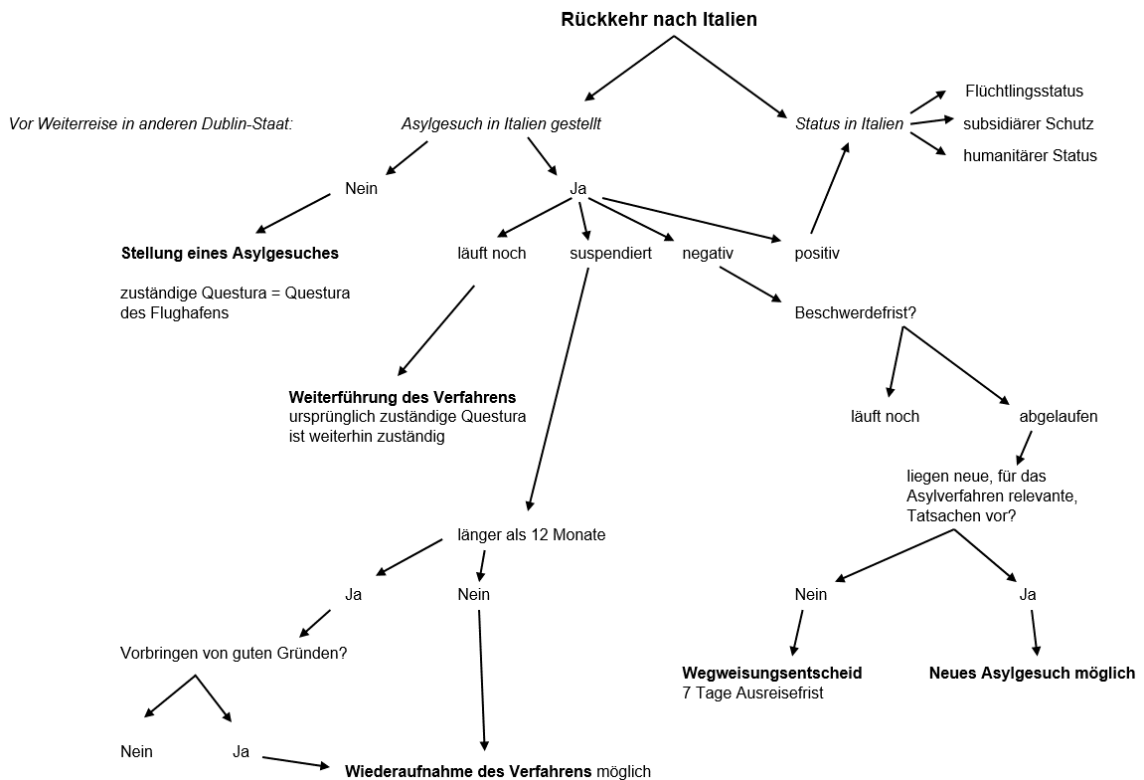 Rückkehr nach Italien
Flüchtlingsstatus
Vor Weiterreise in anderen Dublin-Staat:
Asylgesuch in Italien gestellt
Status in Italien
subsidiärer Schutz
humanitärer Status
Nein
Ja
Stellung eines Asylgesuches
läuft noch
suspendiert
negativ
positiv
zuständige Questura = Questura
des Flughafens
Beschwerdefrist?
Weiterführung des Verfahrens
ursprünglich zuständige Questura
ist weiterhin zuständig
läuft noch
abgelaufen
liegen neue, für das
Asylverfahren relevante,
Tatsachen vor?
länger als 12 Monate
Ja
Nein
Nein
Ja
Vorbringen von guten Gründen?
Wegweisungsentscheid
7 Tage Ausreisefrist
Neues Asylgesuch möglich
Nein
Ja
Wiederaufnahme des Verfahrens möglich